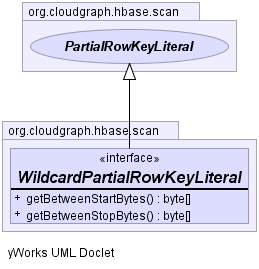 org.cloudgraph.hbase.scan
PartialRowKeyLiteral
org.cloudgraph.hbase.scan
«interface»
WildcardPartialRowKeyLiteral
+ getBetweenStartBytes() : byte[]
+ getBetweenStopBytes() : byte[]
yWorks UML Doclet